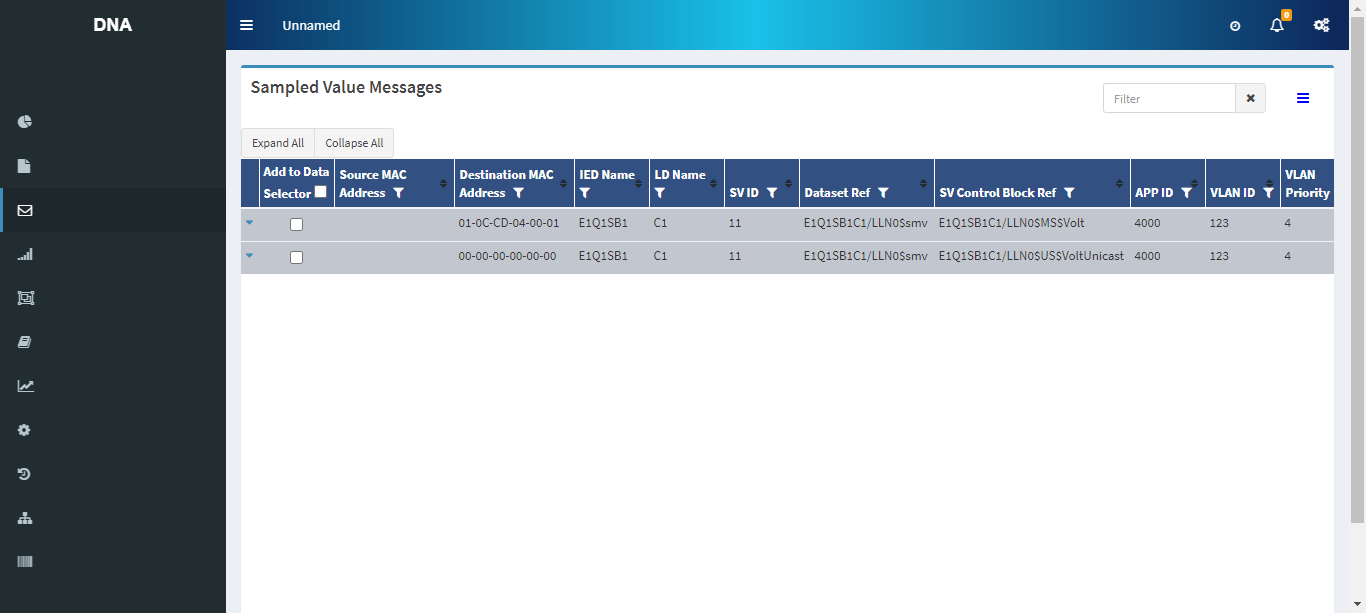 DNA
Unnamed
0
Sampled Value Messages
Filter
Expand All
Collapse All
Add to Data
Selector
Source MAC
Address
Destination MAC
Address
IED Name
LD Name
SV ID
Dataset Ref
SV Control Block Ref
APP ID
VLAN ID
VLAN
Priority
01-0C-CD-04-00-01 E1Q1SB1 C1 11 E1Q1SB1C1/LLN0$smv E1Q1SB1C1/LLN0$MS$Volt 4000 123 4
00-00-00-00-00-00 E1Q1SB1 C1 11 E1Q1SB1C1/LLN0$smv E1Q1SB1C1/LLN0$US$VoltUnicast 4000 123 4